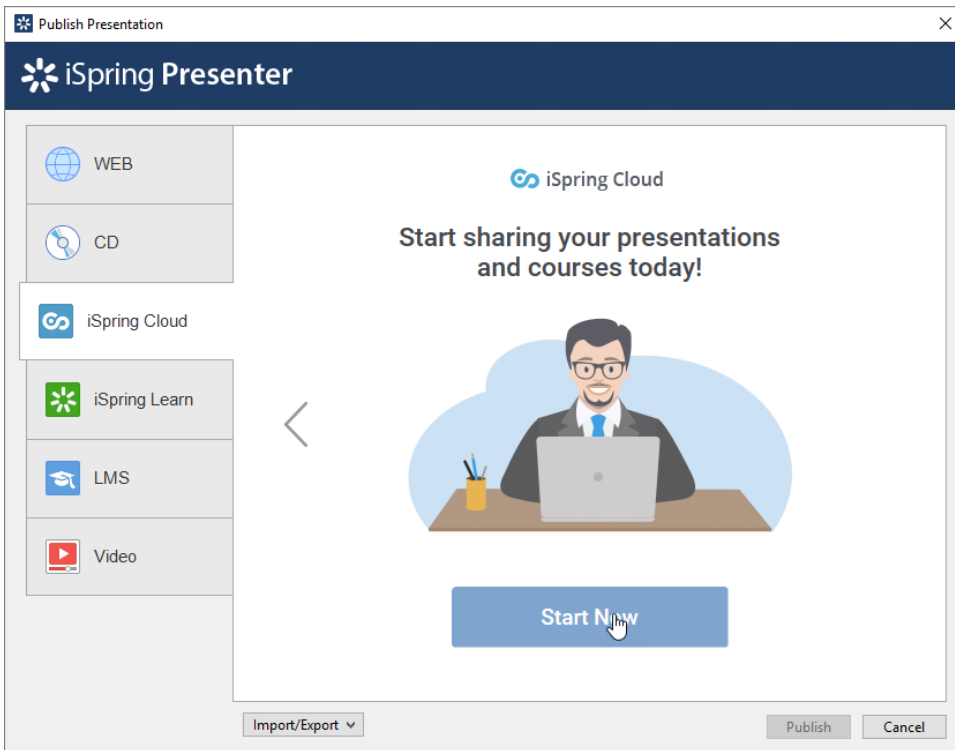 Publish Presentation
iSpring Presenter
WEB
CD
iSpring Cloud
iSpring Learn
LMS
Video
iSpring Cloud
Start sharing your presentations
and courses today!
Start Now
Import/Export
Publish
Cancel